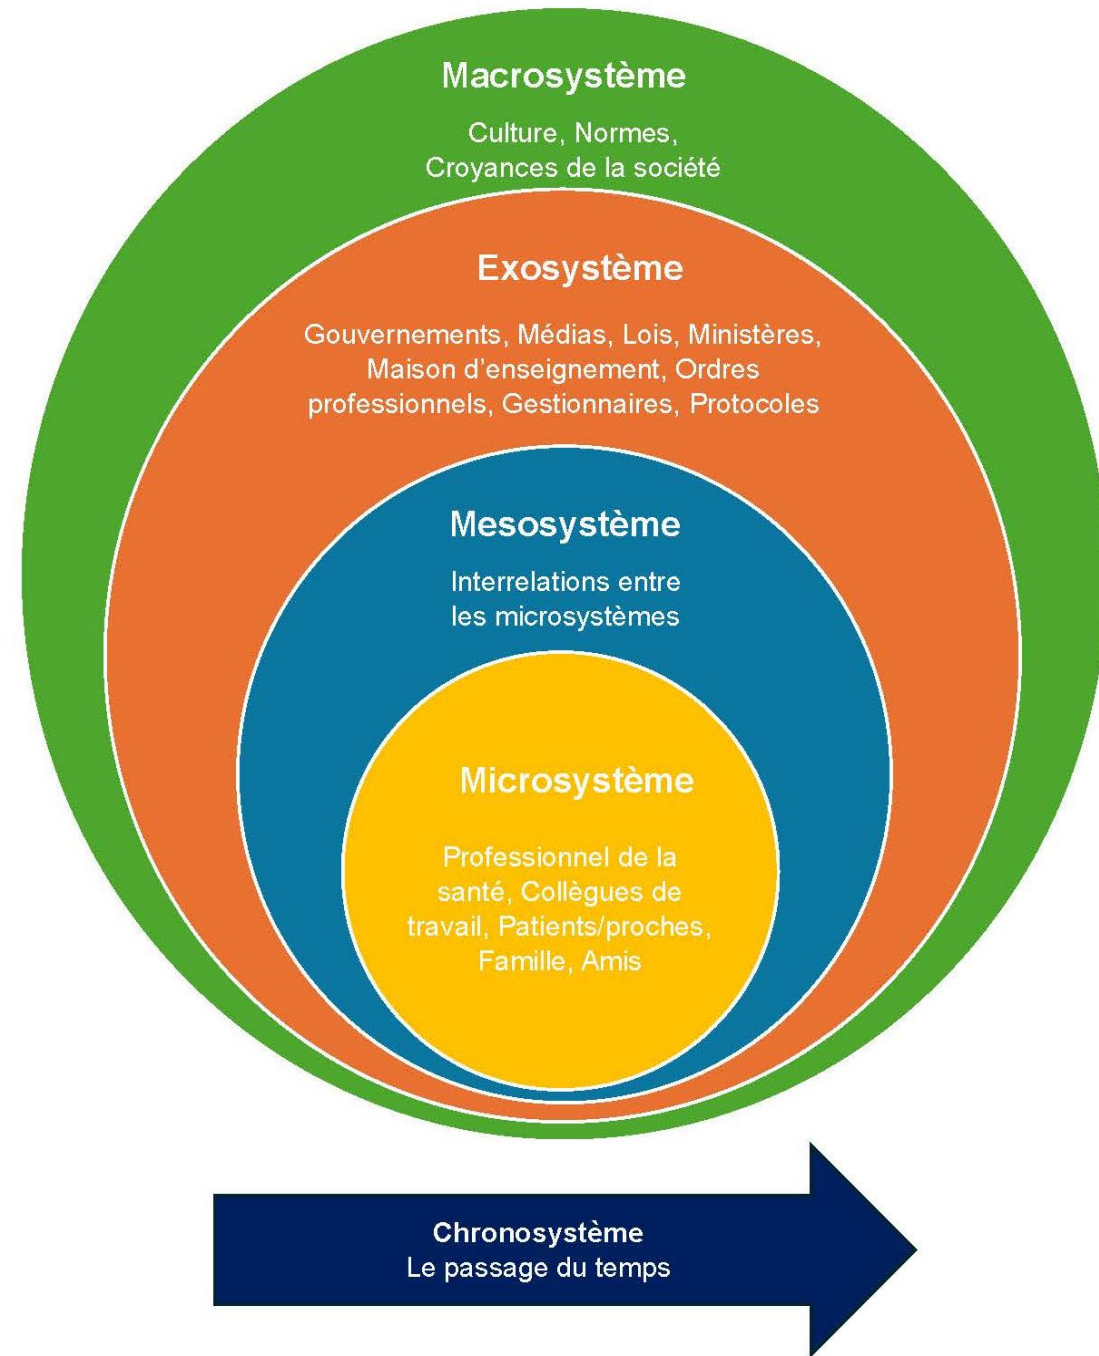 Macrosystème
Culture, Normes,
Croyances de la société
Exosystème
Gouvernements, Médias, Lois, Ministères,
Maison d’enseignement, Ordres
professionnels, Gestionnaires, Protocoles
Mesosystème
Interrelations entre
les microsystèmes
Microsystème
Professionnel de la
santé, Collègues de
travail, Patients/proches,
Famille, Amis
Chronosystème
Le passage du temps